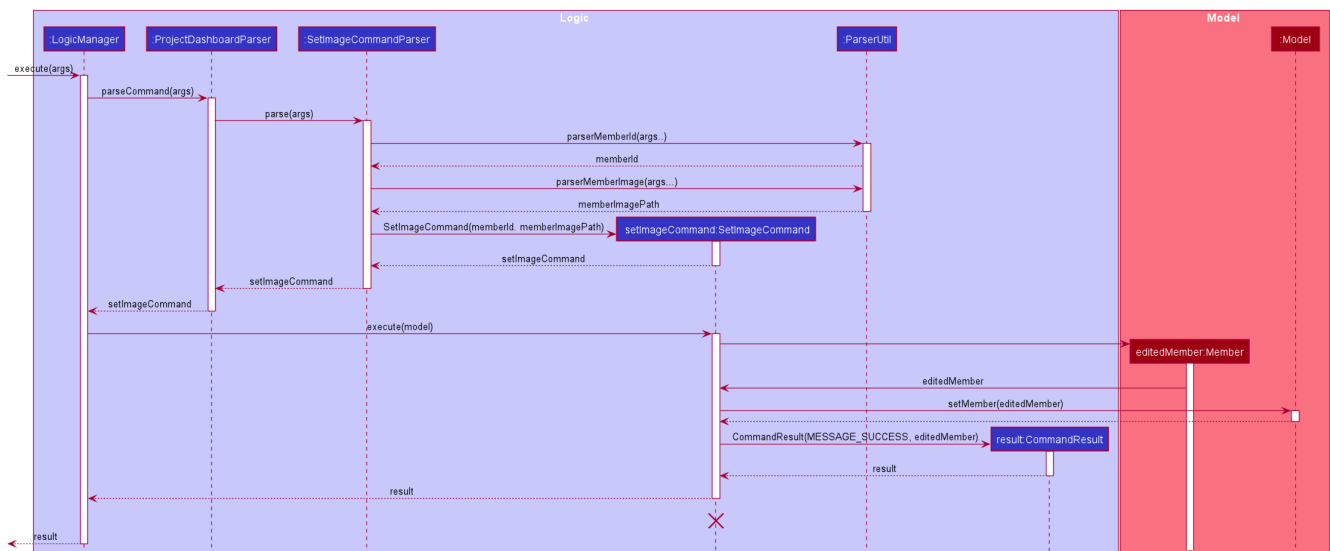 Logic
Model
:LogicManager
:ProjectDashboardParser
:SetImageCommandParser
:ParserUtil
:Model
execute(args)
parseCommand(args)
parse(args)
parserMemberId(args..)
memberId
parserMemberImage(args...)
memberImagePath
SetImageCommand(memberId. memberImagePath)
setImageCommand:SetImageCommand
setImageCommand
setImageCommand
setImageCommand
execute(model)
editedMember:Member
editedMember
setMember(editedMember)
CommandResult(MESSAGE_SUCCESS, editedMember)
result:CommandResult
result
result
result